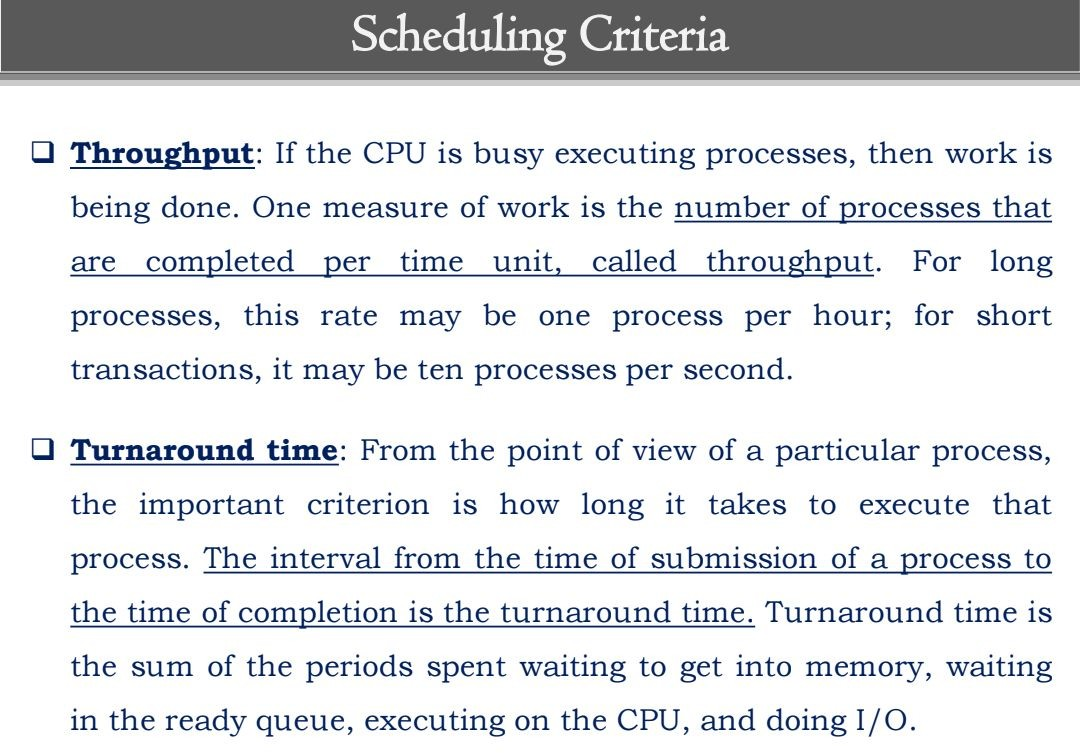 Scheduling Criteria
❑ Throughput: If the CPU is busy executing processes, then work is
being done. One measure of work is the number of processes that
are completed per time unit, called throughput. For long
processes, this rate may be one process per hour; for short
transactions, it may be ten processes per second.
❑ Turnaround time: From the point of view of a particular process,
the important criterion is how long it takes to execute that
process. The interval from the time of submission of a process to
the time of completion is the turnaround time. Turnaround time is
the sum of the periods spent waiting to get into memory, waiting
in the ready queue, executing on the CPU, and doing I/O.